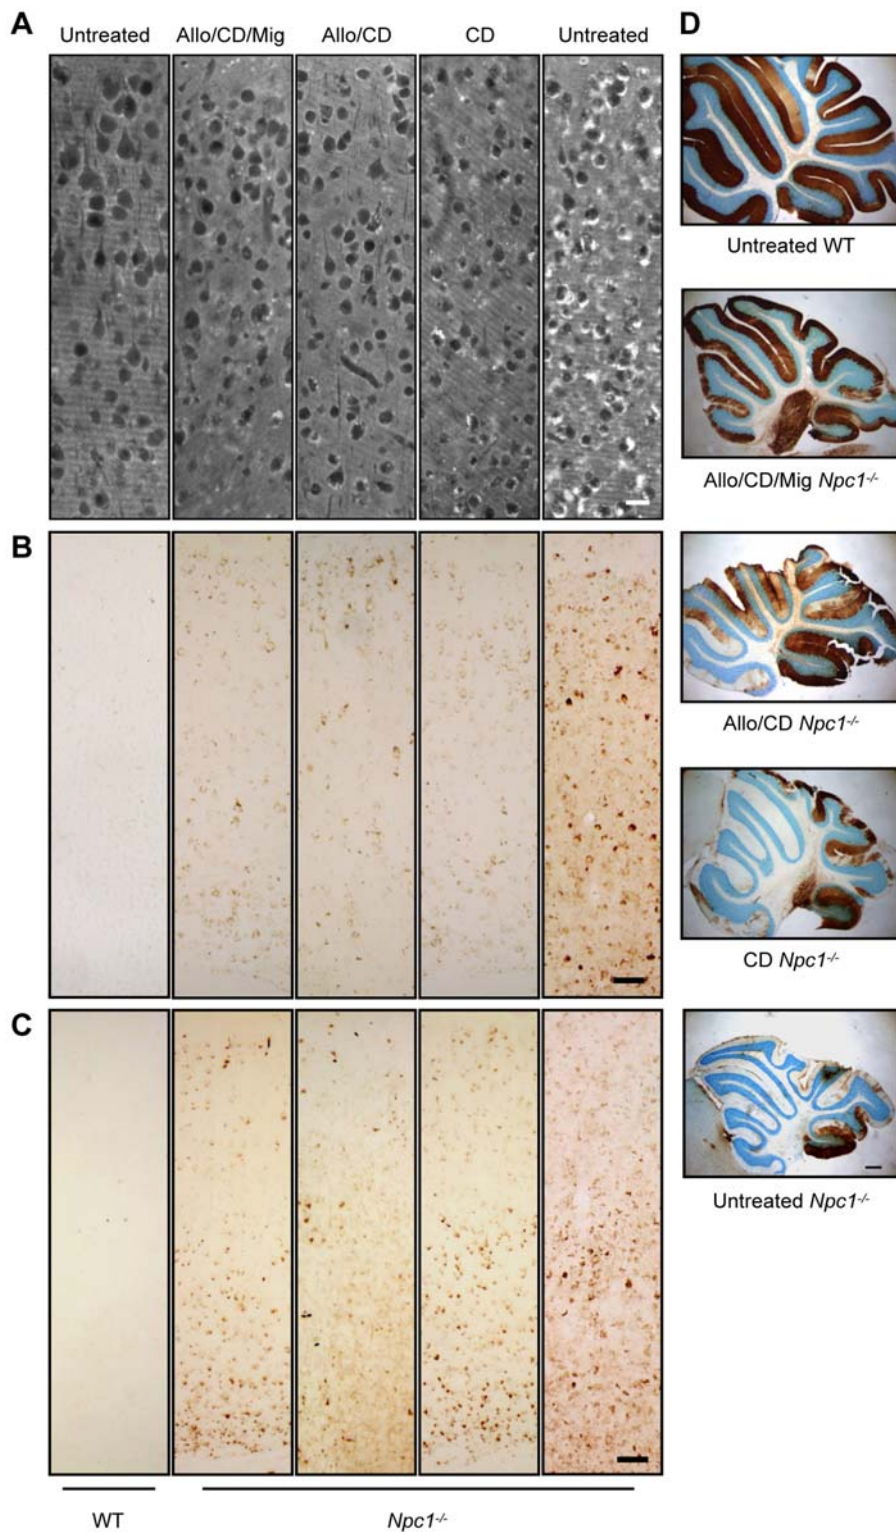 A
Untreated Allo/CD/Mig Allo/CD CD Untreated
D
Untreated WT
Allo/CD/Mig Npc1-/-
B
Allo/CD Npc1-/-
CD Npc1-/-
C
Untreated Npc1-/-
WT Npc1-/-